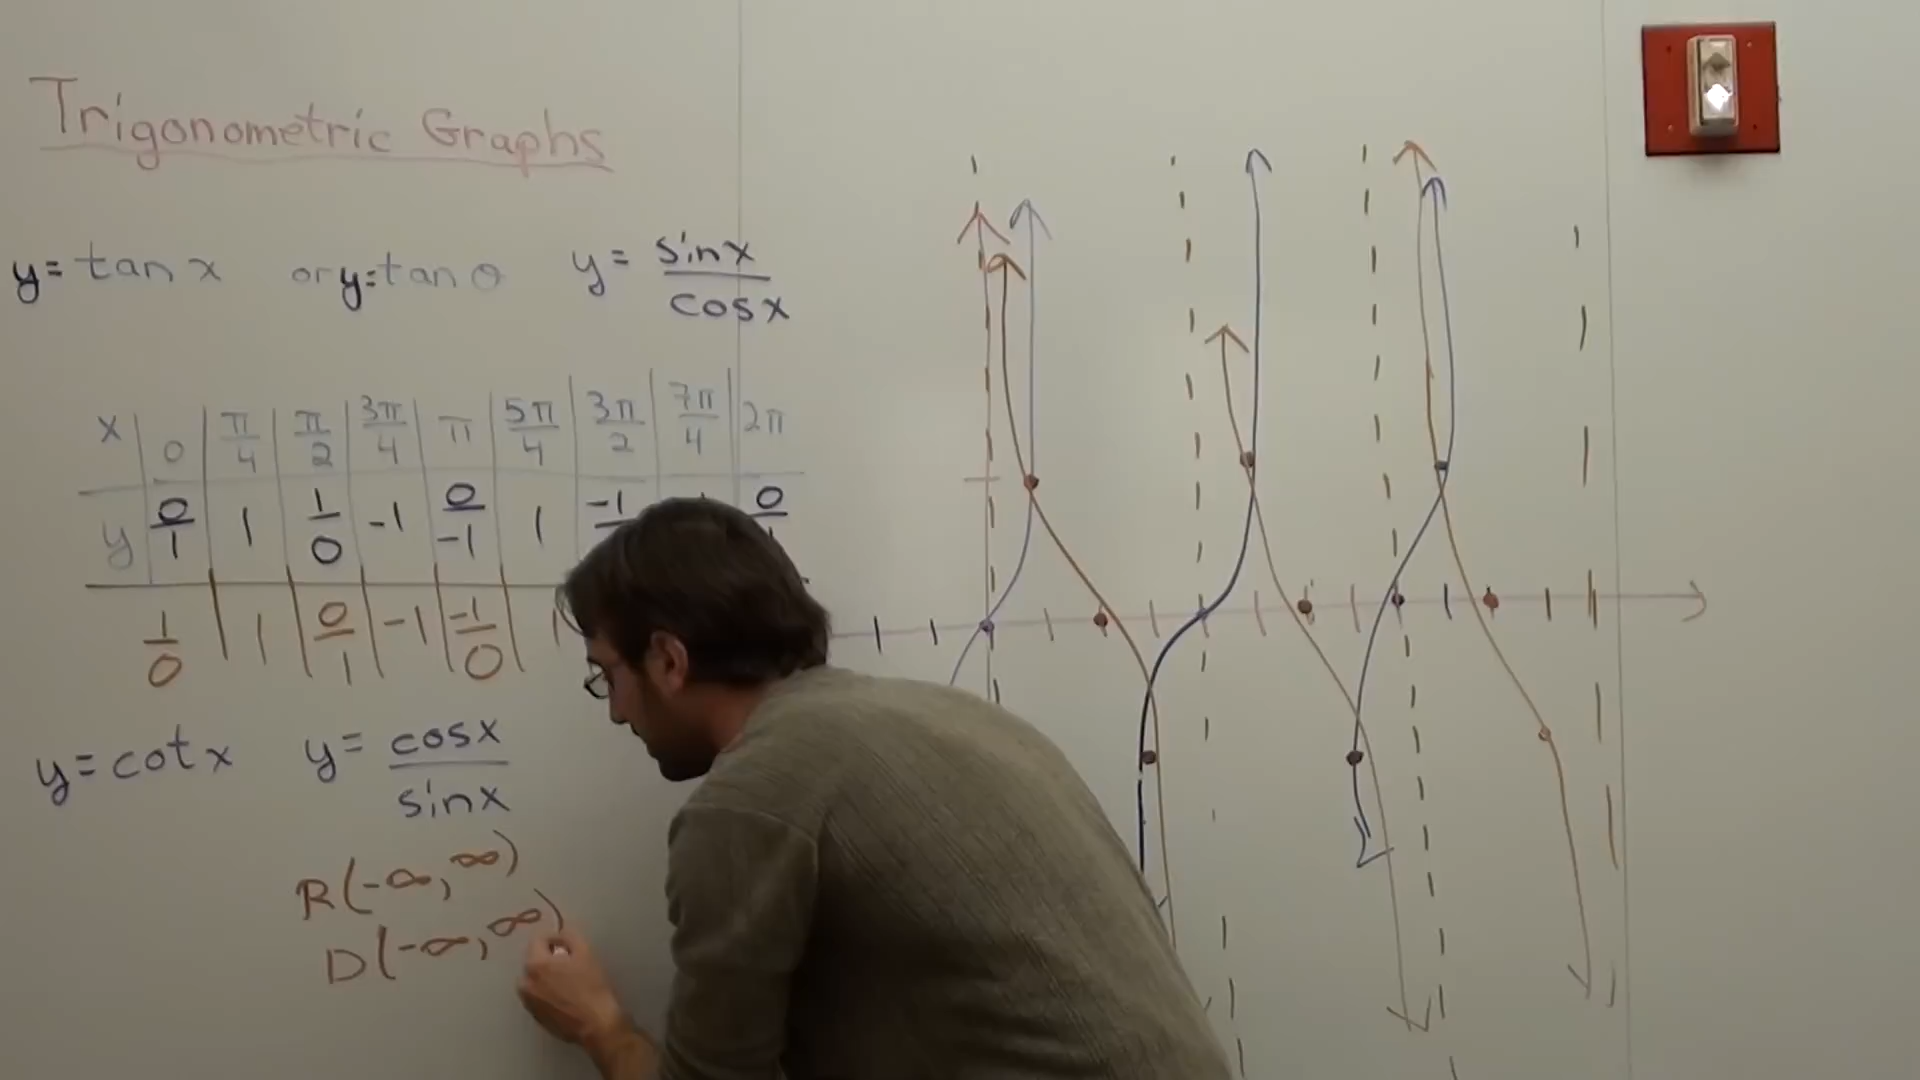 Trigonometric Graphs
y = tan x or y = tan θ y = sinx/cosx
x 0 π/4 π/2 3π/4 π 5π/4 3π/2 7π/4 2π
y 0/1 1 1/0 -1 0/-1 1 -1 0
1/0 1 0/1 -1 -1/0 1
y = cotx y = cosx/sinx
R(-∞,∞)
D(-∞,∞)